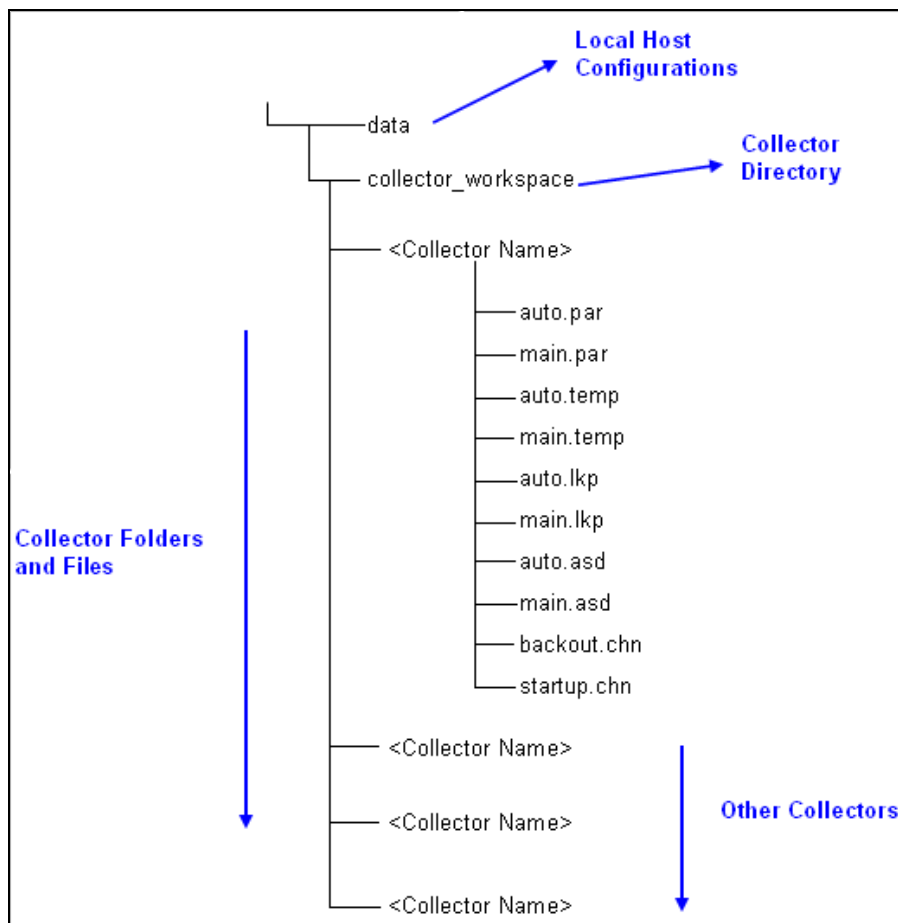 Local Host
Configurations
data
Collector
Directory
collector_workspace
<Collector Name>
auto.par
main.par
auto.temp
main.temp
auto.lkp
main.lkp
Collector Folders
and Files
auto.asd
main.asd
backout.chn
startup.chn
<Collector Name>
Other Collectors
<Collector Name>
<Collector Name>